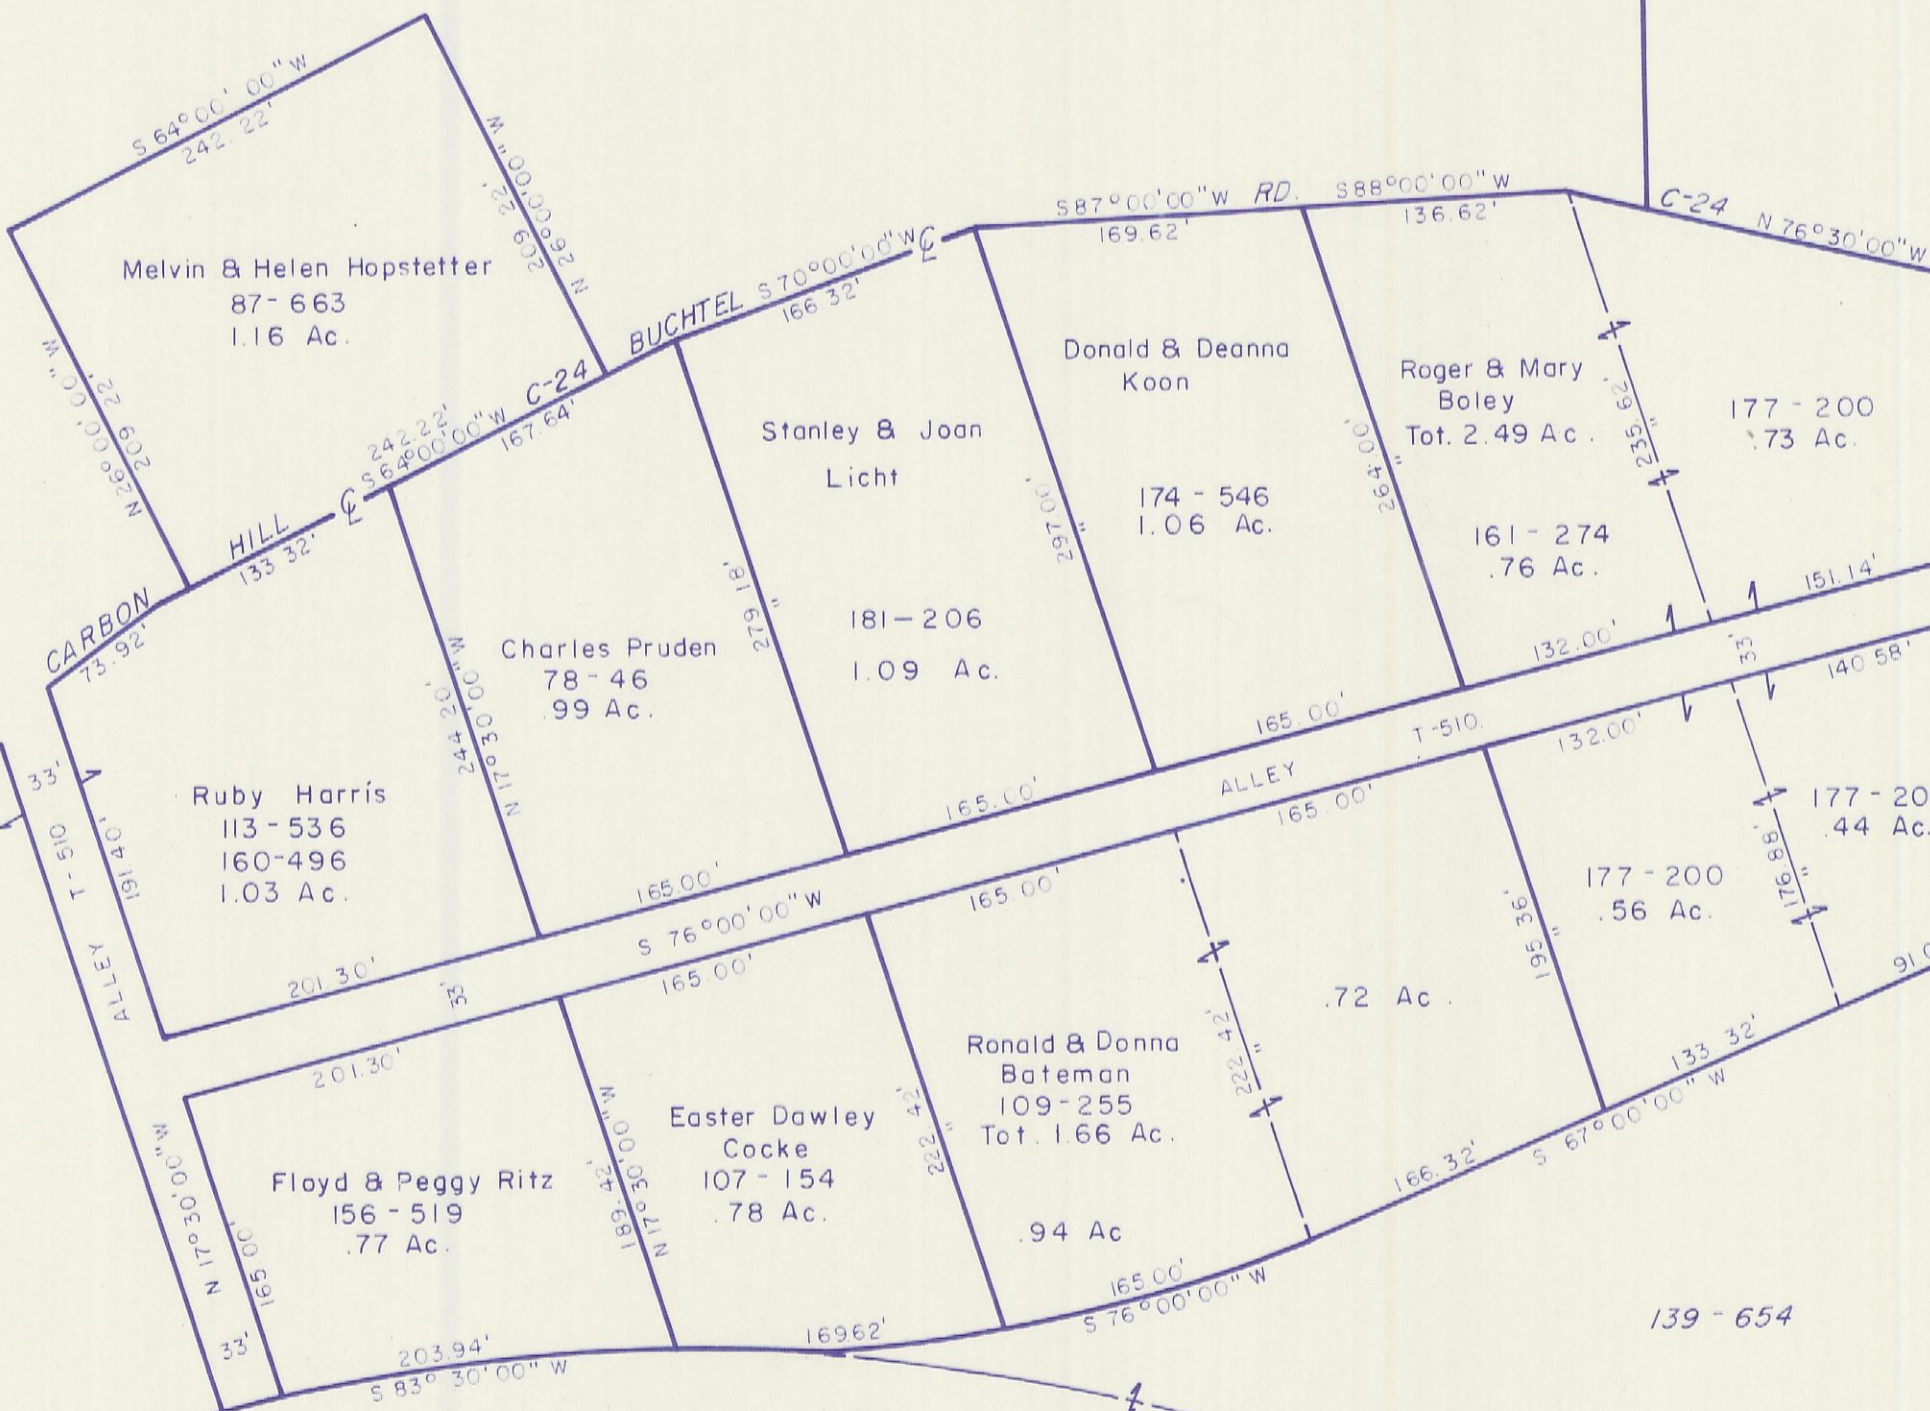 S 64°00' 00" W
242.22'
N 26°00'00" W
209 22'
Melvin & Helen Hopstetter
87-663
1.16 Ac.
N 26°00' 00" W
209 22'
CARBON
HILL
BUCHTEL
RD.
C-24
C-24
73.92'
133 32'
242.22'
S 64°00'00" W
167.64'
S 70°00'00" W
166 32'
S 87°00'00" W
169.62'
S 88°00'00" W
136.62'
N 76°30'00" W
Ruby Harris
113-536
160-496
1.03 Ac.
191.40'
201.30'
244 20'
N 17°30'00" W
Charles Pruden
78-46
.99 Ac.
165.00'
279 18'
"
Stanley & Joan
Licht
181-206
1.09 Ac.
165.00'
297.00'
"
Donald & Deanna
Koon
174-546
1.06 Ac.
165.00'
264.00'
"
Roger & Mary
Boley
Tot. 2.49 Ac.
161-274
.76 Ac.
132.00'
235.62'
"
177-200
.73 Ac.
151.14'
33'
T-510
ALLEY
33'
S 76°00'00" W
33'
ALLEY
T-510.
N 17°30'00" W
33'
201.30'
165.00'
Floyd & Peggy Ritz
156-519
.77 Ac.
203.94'
S 83° 30'00" W
165.00'
189.42'
N 17°30'00" W
Easter Dawley
Cocke
107-154
.78 Ac.
16962'
165.00'
222.42'
"
Ronald & Donna
Bateman
109-255
Tot. 1.66 Ac.
.94 Ac
165.00'
S 76°00'00" W
222 42'
"
165.00'
.72 Ac.
166.32'
195 36'
"
132.00'
177-200
.56 Ac.
133 32'
S 67°00'00" W
176.88'
"
140 58'
177-20
.44 Ac.
91.0
139-654